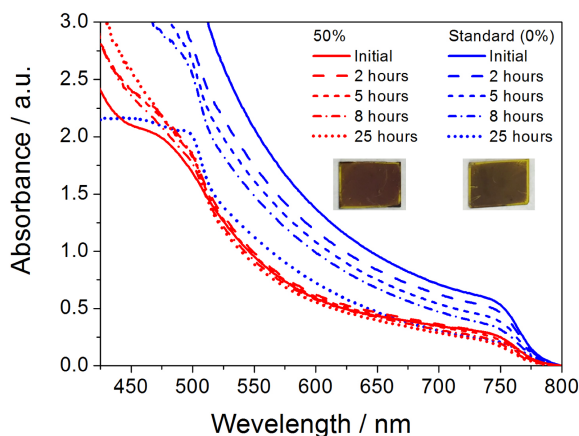 50%
Standard (0%)
Initial
Initial
2 hours
2 hours
5 hours
5 hours
8 hours
8 hours
25 hours
25 hours
3.0
2.5
2.0
1.5
1.0
0.5
0.0
Absorbance / a.u.
450 500 550 600 650 700 750 800
Wavelength / nm